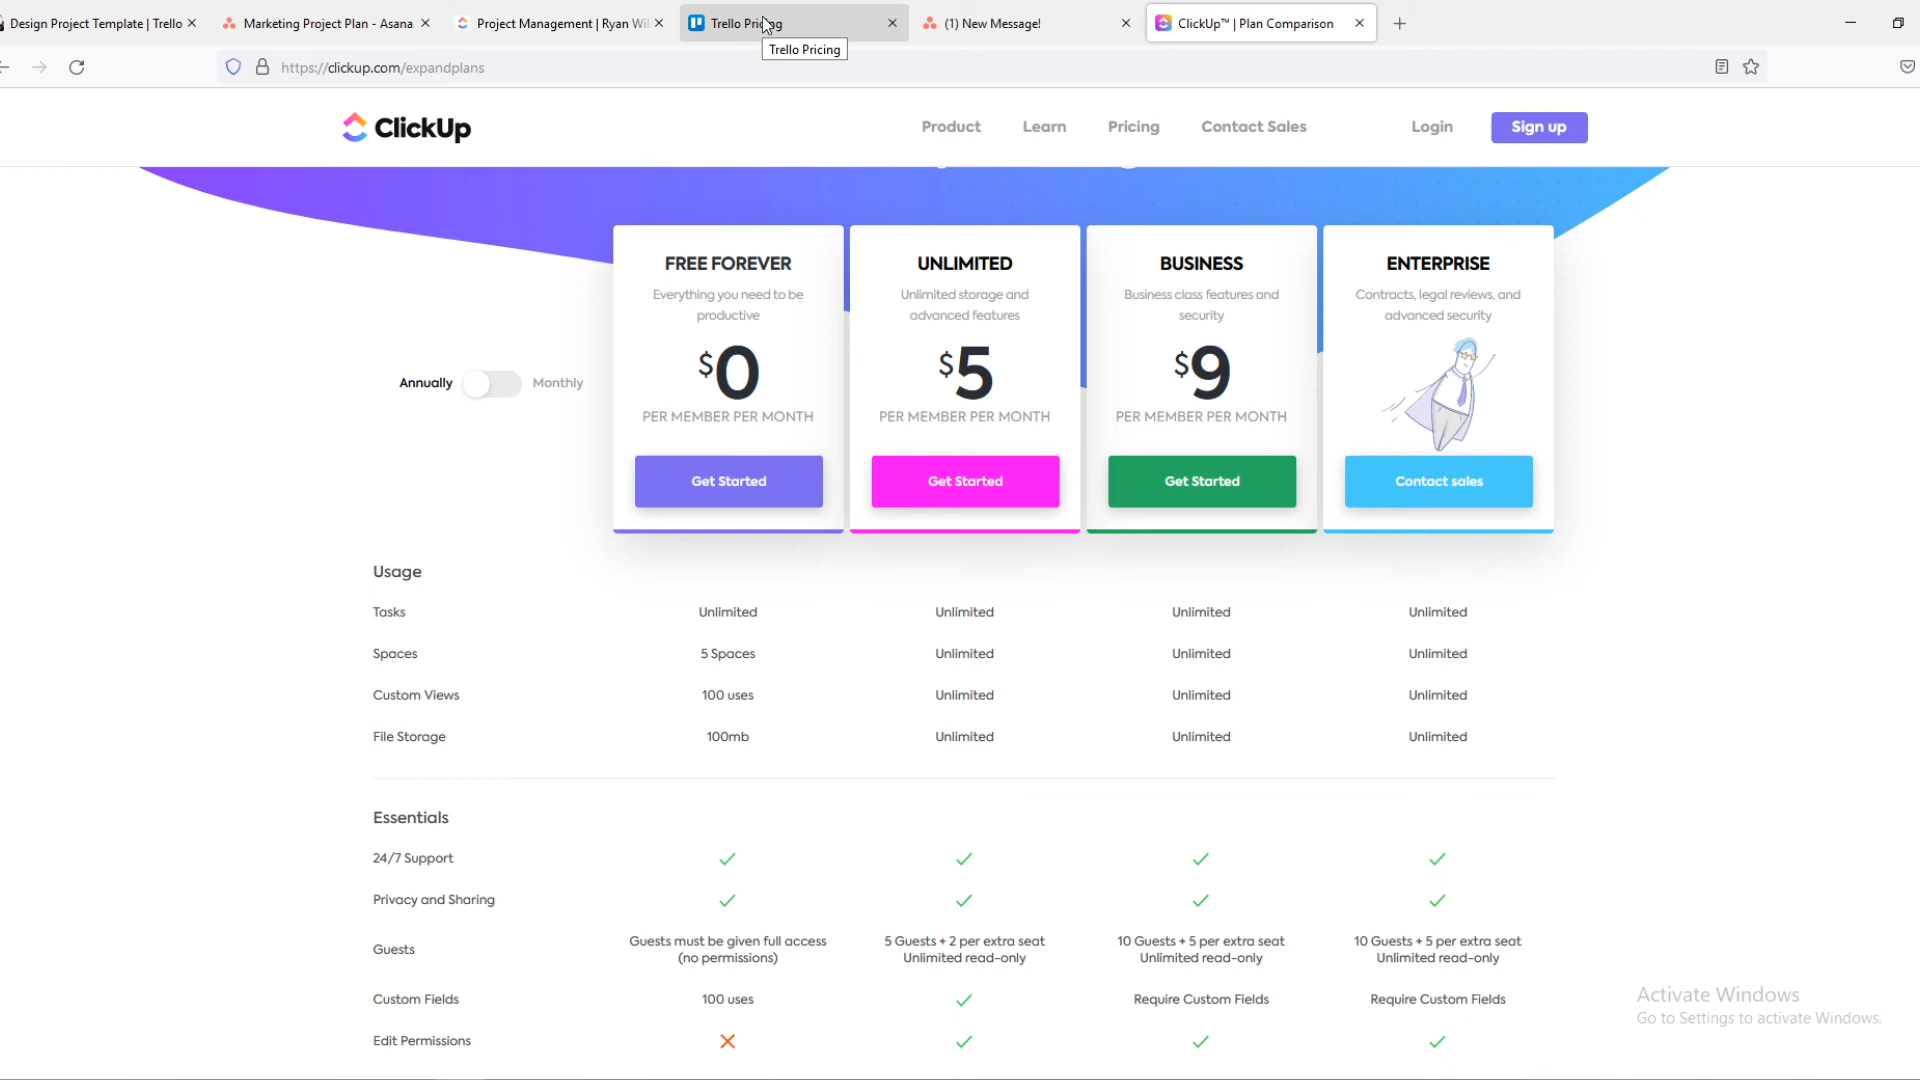 Design Project Template | Trello
Marketing Project Plan - Asana
Project Management | Ryan Wil
Trello Pricing
(1) New Message!
ClickUp™ | Plan Comparison
Trello Pricing
https://clickup.com/expandplans
ClickUp
Product
Learn
Pricing
Contact Sales
Login
Sign up
Annually
Monthly
FREE FOREVER
Everything you need to be
productive
$0
PER MEMBER PER MONTH
Get Started
UNLIMITED
Unlimited storage and
advanced features
$5
PER MEMBER PER MONTH
Get Started
BUSINESS
Business class features and
security
$9
PER MEMBER PER MONTH
Get Started
ENTERPRISE
Contracts, legal reviews, and
advanced security
Contact sales
Usage
Tasks Unlimited Unlimited Unlimited Unlimited
Spaces 5 Spaces Unlimited Unlimited Unlimited
Custom Views 100 uses Unlimited Unlimited Unlimited
File Storage 100mb Unlimited Unlimited Unlimited
Essentials
24/7 Support
Privacy and Sharing
Guests
Guests must be given full access
(no permissions)
5 Guests + 2 per extra seat
Unlimited read-only
10 Guests + 5 per extra seat
Unlimited read-only
10 Guests + 5 per extra seat
Unlimited read-only
Custom Fields 100 uses Require Custom Fields Require Custom Fields
Edit Permissions
Activate Windows
Go to Settings to activate Windows.